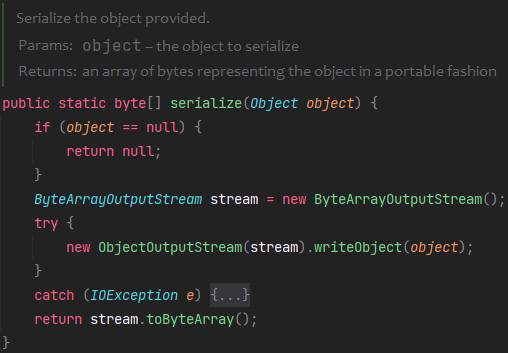 Serialize the object provided.
Params: object – the object to serialize
Returns: an array of bytes representing the object in a portable fashion
public static byte[] serialize(Object object) {
    if (object == null) {
        return null;
    }
    ByteArrayOutputStream stream = new ByteArrayOutputStream();
    try {
        new ObjectOutputStream(stream).writeObject(object);
    }
    catch (IOException e) {...}
    return stream.toByteArray();
}